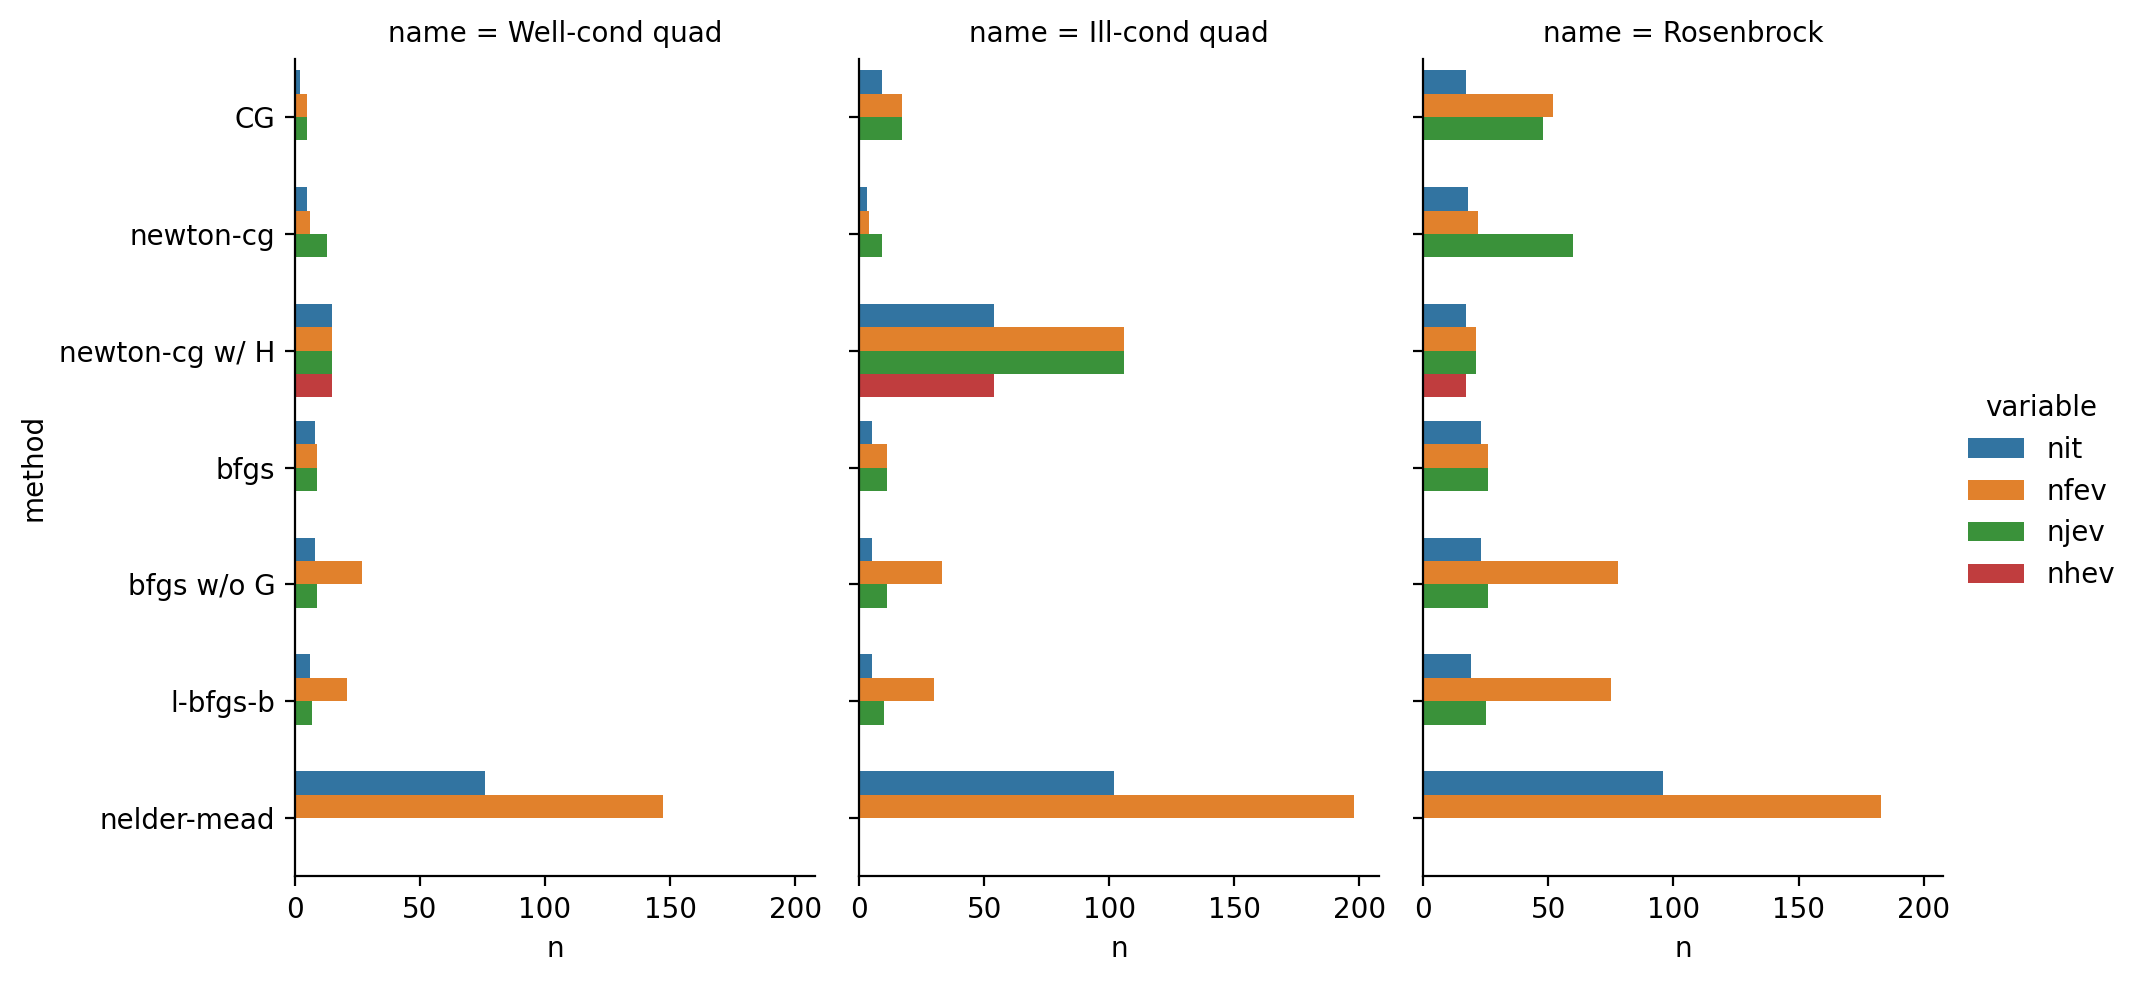 name = Well-cond quad
name = Ill-cond quad
name = Rosenbrock
method
CG
newton-cg
newton-cg w/ H
bfgs
bfgs w/o G
l-bfgs-b
nelder-mead
0 50 100 150 200
0 50 100 150 200
0 50 100 150 200
n
n
n
variable
nit
nfev
njev
nhev